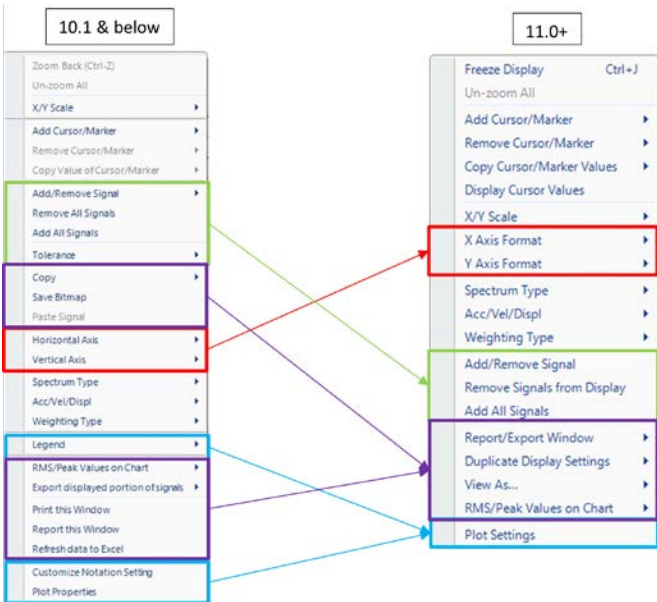 10.1 & below
Zoom Back (Ctrl-Z)
Un-zoom All
X/Y Scale
Add Cursor/Marker
Remove Cursor/Marker
Copy Value of Cursor/Marker
Add/Remove Signal
Remove All Signals
Add All Signals
Tolerance
Copy
Save Bitmap
Paste Signal
Horizontal Axis
Vertical Axis
Spectrum Type
Acc/Vel/Displ
Weighting Type
Legend
RMS/Peak Values on Chart
Export displayed portion of signals
Print this Window
Report this Window
Refresh data to Excel
Customize Notation Setting
Plot Properties
11.0+
Freeze Display Ctrl+J
Un-zoom All
Add Cursor/Marker
Remove Cursor/Marker
Copy Cursor/Marker Values
Display Cursor Values
X/Y Scale
X Axis Format
Y Axis Format
Spectrum Type
Acc/Vel/Displ
Weighting Type
Add/Remove Signal
Remove Signals from Display
Add All Signals
Report/Export Window
Duplicate Display Settings
View As...
RMS/Peak Values on Chart
Plot Settings